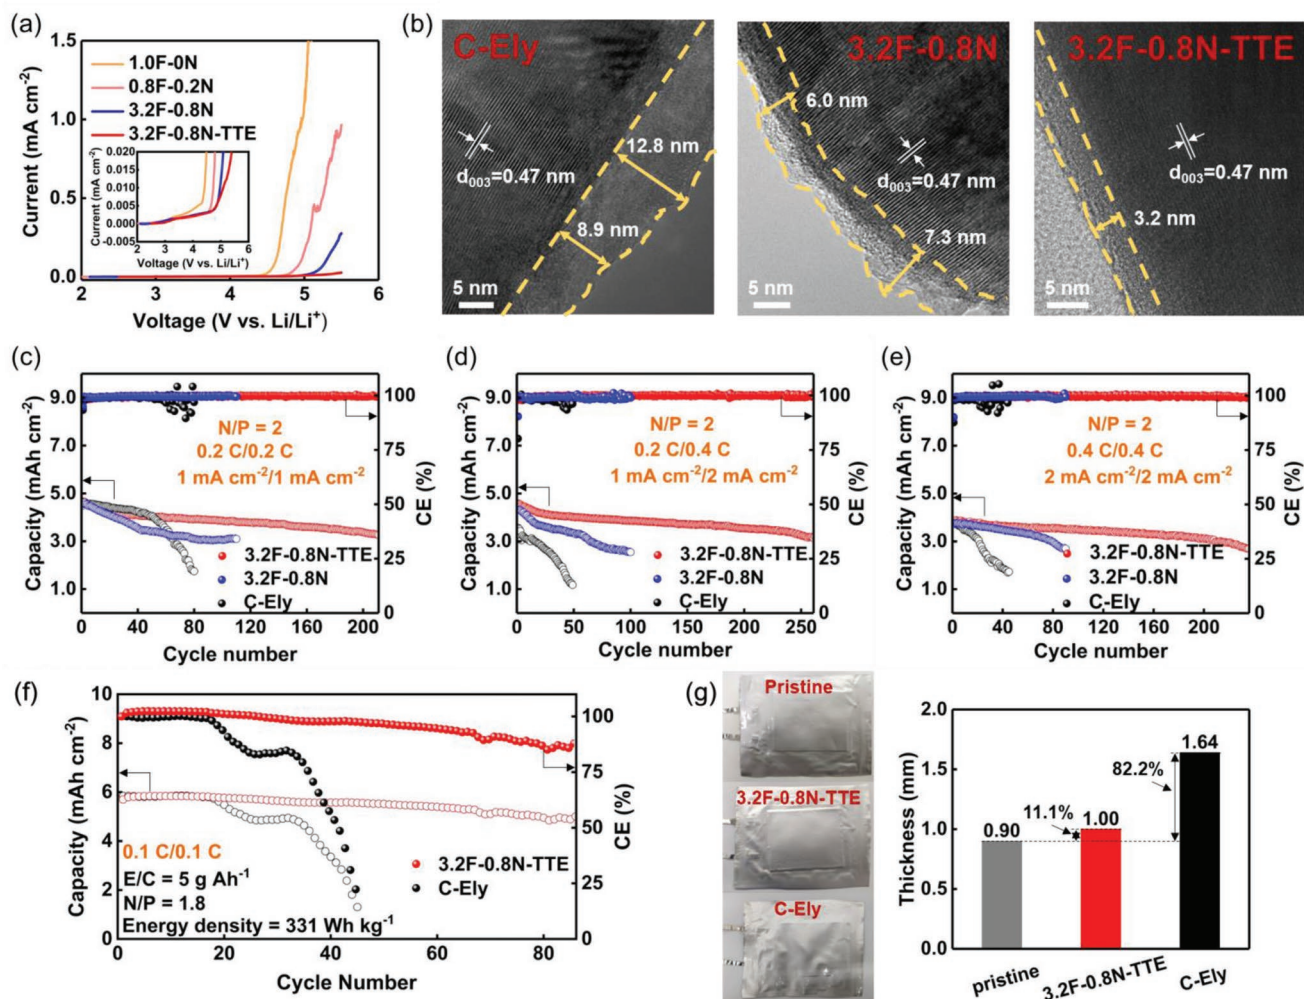 (a)
1.5
1.0
0.5
0.0
Current (mA cm⁻²)
1.0F-0N
0.8F-0.2N
3.2F-0.8N
3.2F-0.8N-TTE
0.020
0.015
0.010
0.005
0.000
-0.005
Current (mA cm⁻²)
2 3 4 5 6
Voltage (V vs. Li/Li⁺)
2 3 4 5 6
Voltage (V vs. Li/Li⁺)
(b)
C-Ely
12.8 nm
d₀₀₃=0.47 nm
8.9 nm
5 nm
3.2F-0.8N
6.0 nm
d₀₀₃=0.47 nm
7.3 nm
5 nm
3.2F-0.8N-TTE
d₀₀₃=0.47 nm
3.2 nm
5 nm
(c)
9.0
7.0
5.0
3.0
1.0
Capacity (mAh cm⁻²)
N/P = 2
0.2 C/0.2 C
1 mA cm⁻²/1 mA cm⁻²
3.2F-0.8N-TTE
3.2F-0.8N
C-Ely
100
50
0
CE (%)
0 40 80 120 160 200
Cycle number
(d)
9.0
7.0
5.0
3.0
1.0
Capacity (mAh cm⁻²)
N/P = 2
0.2 C/0.4 C
1 mA cm⁻²/2 mA cm⁻²
3.2F-0.8N-TTE
3.2F-0.8N
C-Ely
100
50
0
CE (%)
0 50 100 150 200 250
Cycle number
(e)
9.0
7.0
5.0
3.0
1.0
Capacity (mAh cm⁻²)
N/P = 2
0.4 C/0.4 C
2 mA cm⁻²/2 mA cm⁻²
3.2F-0.8N-TTE
3.2F-0.8N
C-Ely
100
50
0
CE (%)
0 40 80 120 160 200
Cycle number
(f)
10
8
6
4
2
0
Capacity (mAh cm⁻²)
0.1 C/0.1 C
E/C = 5 g Ah⁻¹
N/P = 1.8
Energy density = 331 Wh kg⁻¹
3.2F-0.8N-TTE
C-Ely
100
75
50
25
0
CE (%)
0 20 40 60 80
Cycle Number
(g)
Pristine
3.2F-0.8N-TTE
C-Ely
2.0
1.5
1.0
0.5
0.0
Thickness (mm)
0.90
11.1%
1.00
82.2%
1.64
pristine
3.2F-0.8N-TTE
C-Ely